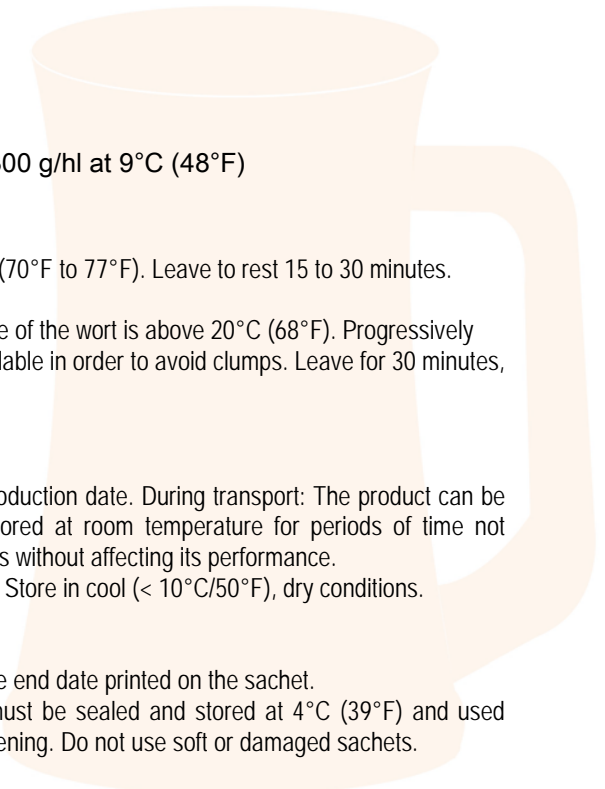 00 g/hl at 9°C (48°F)
(70°F to 77°F). Leave to rest 15 to 30 minutes.
e of the wort is above 20°C (68°F). Progressively
lable in order to avoid clumps. Leave for 30 minutes,
oduction date. During transport: The product can be
ored at room temperature for periods of time not
s without affecting its performance.
Store in cool (< 10°C/50°F), dry conditions.
e end date printed on the sachet.
must be sealed and stored at 4°C (39°F) and used
ening. Do not use soft or damaged sachets.